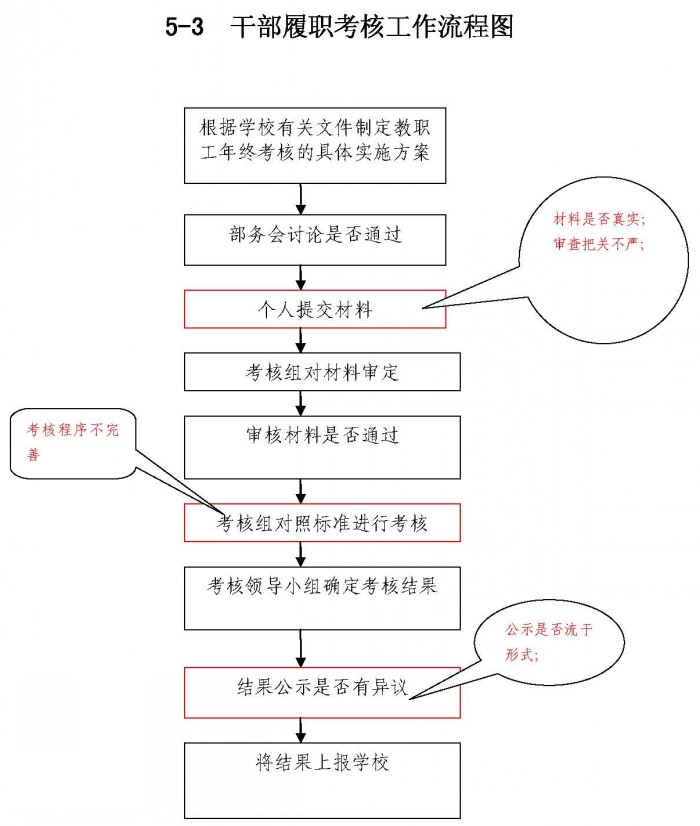 5-3 干部履职考核工作流程图
根据学校有关文件制定教职
工年终考核的具体实施方案
部务会讨论是否通过
材料是否真实;
审查把关不严;
个人提交材料
考核组对材料审定
审核材料是否通过
考核程序不完
善
考核组对照标准进行考核
考核领导小组确定考核结果
公示是否流于
形式;
结果公示是否有异议
将结果上报学校